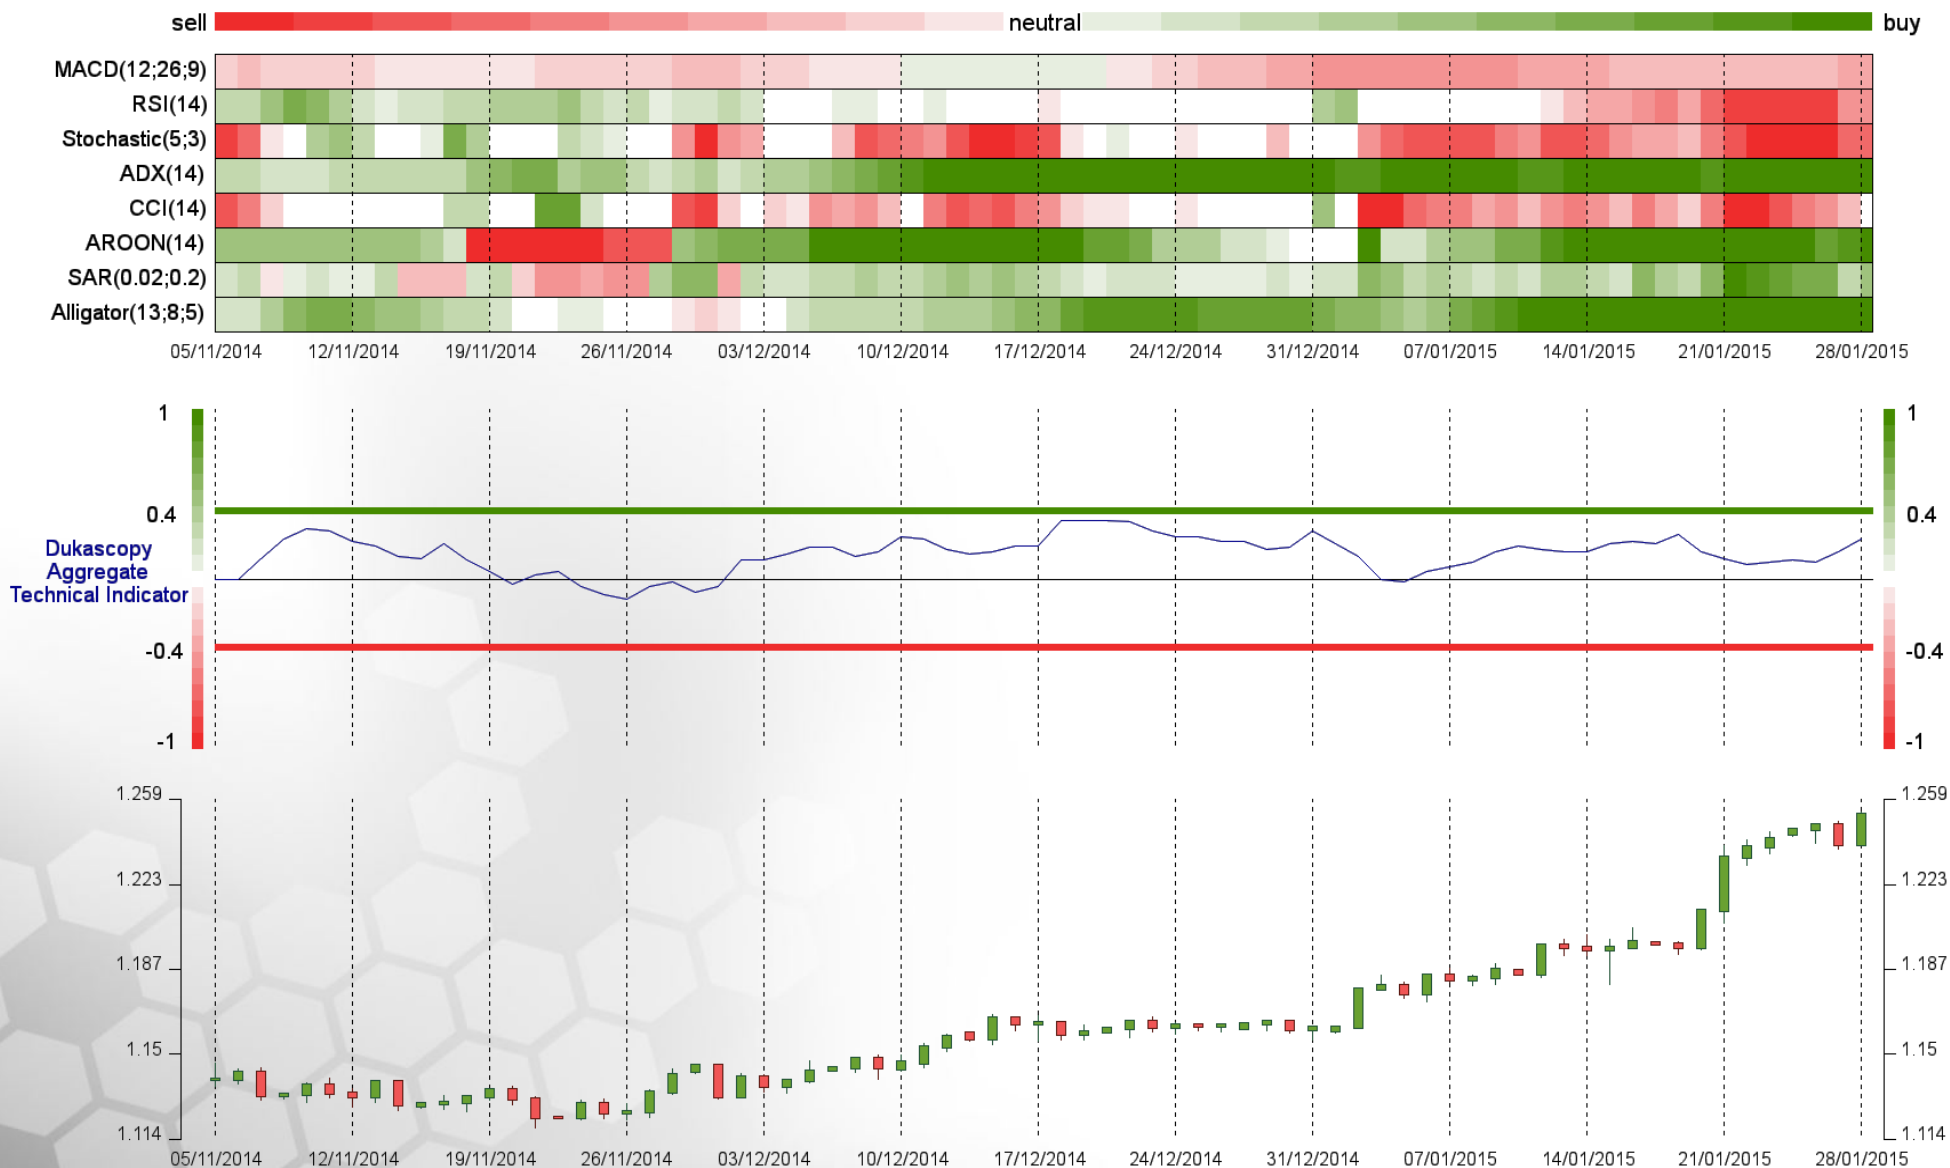 sell neutral buy
MACD(12;26;9)
RSI(14)
Stochastic(5;3)
ADX(14)
CCI(14)
AROON(14)
SAR(0.02;0.2)
Alligator(13;8;5)
05/11/2014 12/11/2014 19/11/2014 26/11/2014 03/12/2014 10/12/2014 17/12/2014 24/12/2014 31/12/2014 07/01/2015 14/01/2015 21/01/2015 28/01/2015
1 1
0.4 0.4
Dukascopy
Aggregate
Technical Indicator
-0.4 -0.4
-1 -1
1.259 1.259
1.223 1.223
1.187 1.187
1.15 1.15
1.114 1.114
05/11/2014 12/11/2014 19/11/2014 26/11/2014 03/12/2014 10/12/2014 17/12/2014 24/12/2014 31/12/2014 07/01/2015 14/01/2015 21/01/2015 28/01/2015